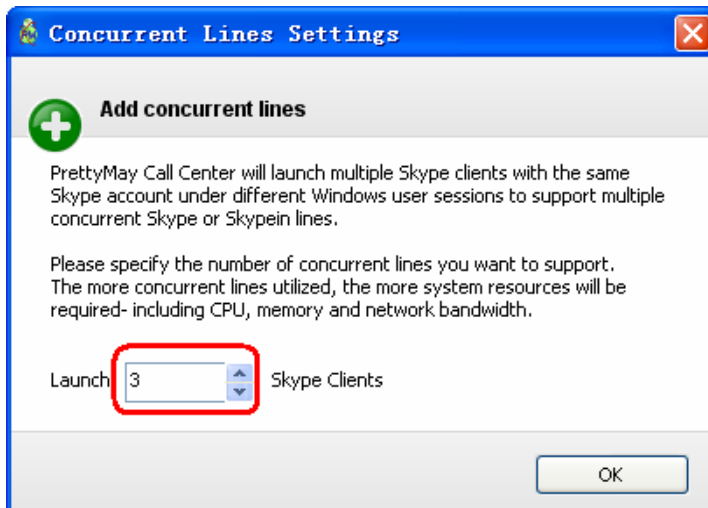 Concurrent Lines Settings
Add concurrent lines
PrettyMay Call Center will launch multiple Skype clients with the same
Skype account under different Windows user sessions to support multiple
concurrent Skype or Skypein lines.
Please specify the number of concurrent lines you want to support.
The more concurrent lines utilized, the more system resources will be
required- including CPU, memory and network bandwidth.
Launch 3 Skype Clients
OK